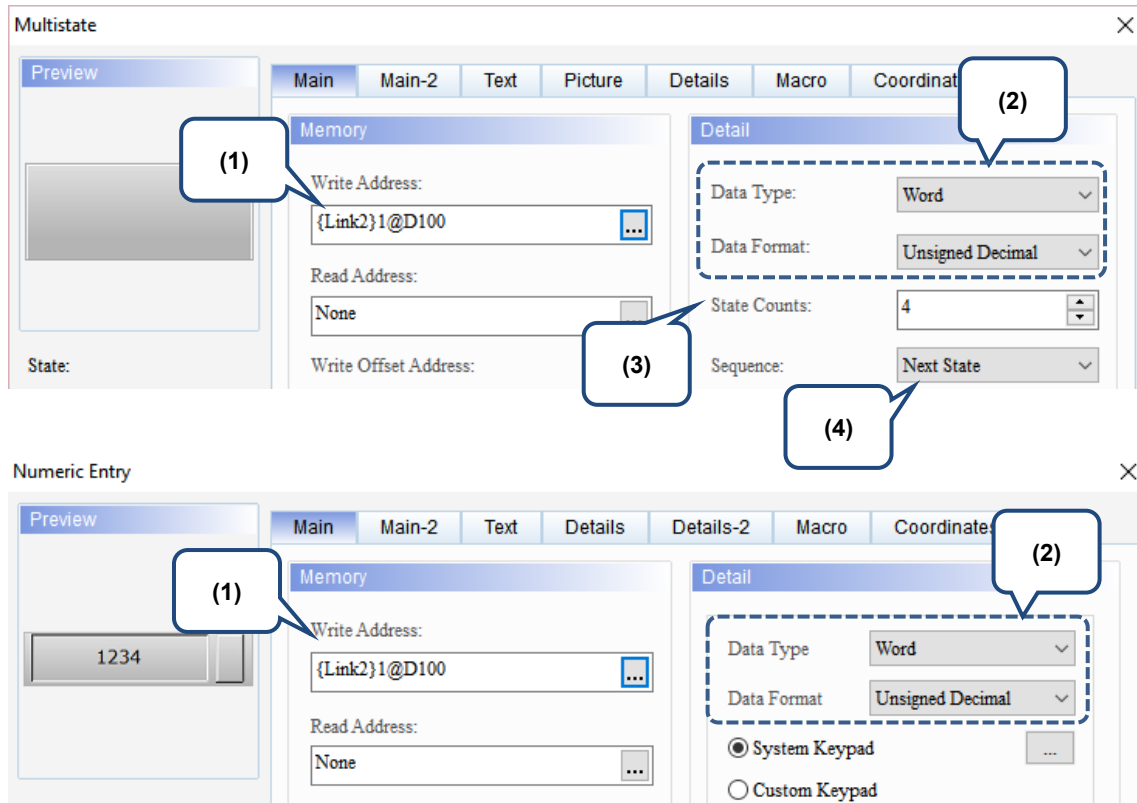 Multistate
Preview
Main Main-2 Text Picture Details Macro Coordinat
(2)
Memory
Detail
(1)
Write Address:
{Link2}1@D100
...
Data Type:
Word
Data Format:
Unsigned Decimal
Read Address:
None
...
State Counts:
4
(3)
State:
Write Offset Address:
Sequence:
Next State
(4)
Numeric Entry
Preview
Main Main-2 Text Details Details-2 Macro Coordinates
(2)
Memory
Detail
(1)
Write Address:
{Link2}1@D100
...
1234
Data Type
Word
Data Format
Unsigned Decimal
Read Address:
None
...
System Keypad
...
Custom Keypad